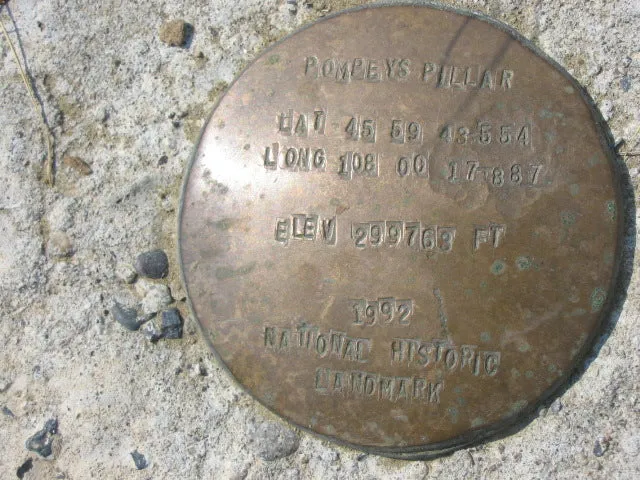 POMPEYS PILLAR
LAT 45 59 43.554
LONG 108 00 17.887
ELEV 2997.63 FT
1992
NATIONAL HISTORIC
LANDMARK